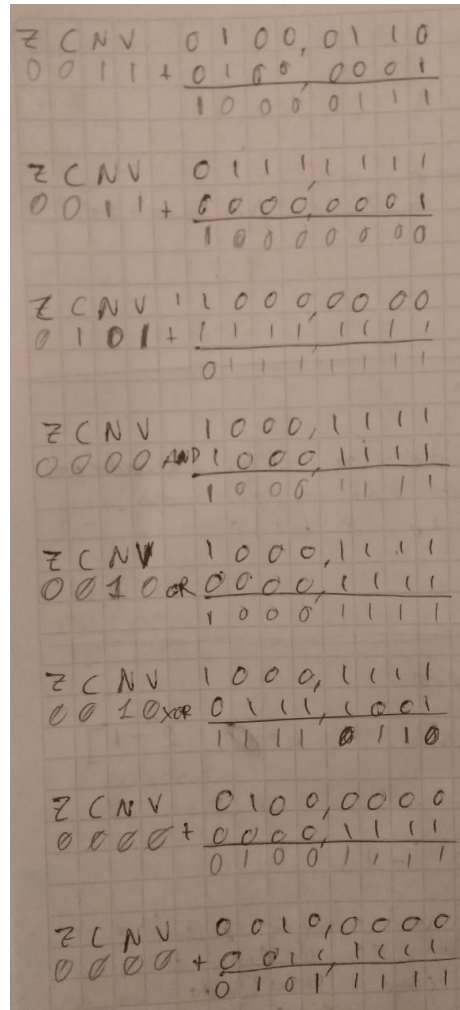 Z C N V 0 1 0 0, 0 1 1 0
0 0 1 1 + 0 1 0 0, 0 0 0 1
1 0 0 0 0 1 1 1
Z C N V 0 1 1 1 1 1 1 1
0 0 1 1 + 0 0 0 0, 0 0 0 1
1 0 0 0 0 0 0 0
Z C N V 1 1 0 0 0, 0 0 0 0
0 1 0 1 + 1 1 1 1, 1 1 1 1
0 1 1 1 1 1 1 1
Z C N V 1 0 0 0, 1 1 1 1
0 0 0 0 AND 1 0 0 0, 1 1 1 1
1 0 0 0 1 1 1 1
Z C N V 1 0 0 0, 1 1 1 1
0 0 1 0 OR 0 0 0 0, 1 1 1 1
1 0 0 0 1 1 1 1
Z C N V 1 0 0 0, 1 1 1 1
0 0 1 0 XOR 0 1 1 1, 1 0 0 1
1 1 1 1 0 1 1 0
Z C N V 0 1 0 0, 0 0 0 0
0 0 0 0 + 0 0 0 0, 1 1 1 1
0 1 0 0 1 1 1 1
Z C N V 0 0 1 0, 0 0 0 0
0 0 0 0 + 0 0 1 1, 1 1 1 1
0 1 0 1 1 1 1 1